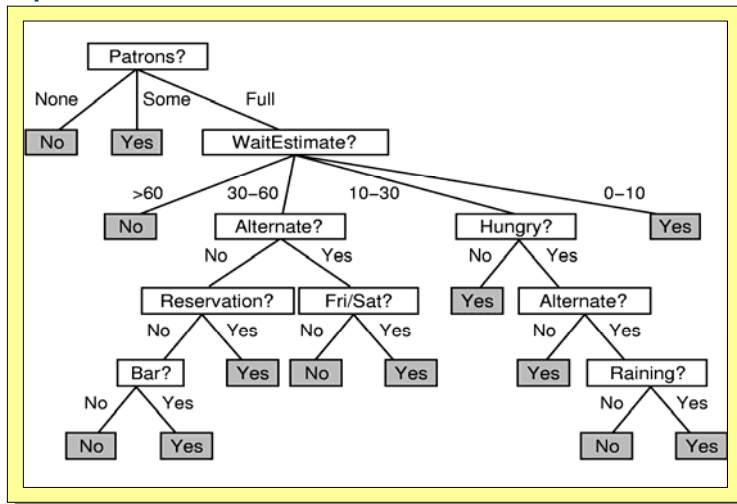 Patrons?
None Some Full
No Yes WaitEstimate?
>60 30–60 10–30 0–10
No Alternate? Hungry? Yes
No Yes No Yes
Reservation? Fri/Sat? Yes Alternate?
No Yes No Yes No Yes
Bar? Yes No Yes Yes Raining?
No Yes No Yes
No Yes No Yes